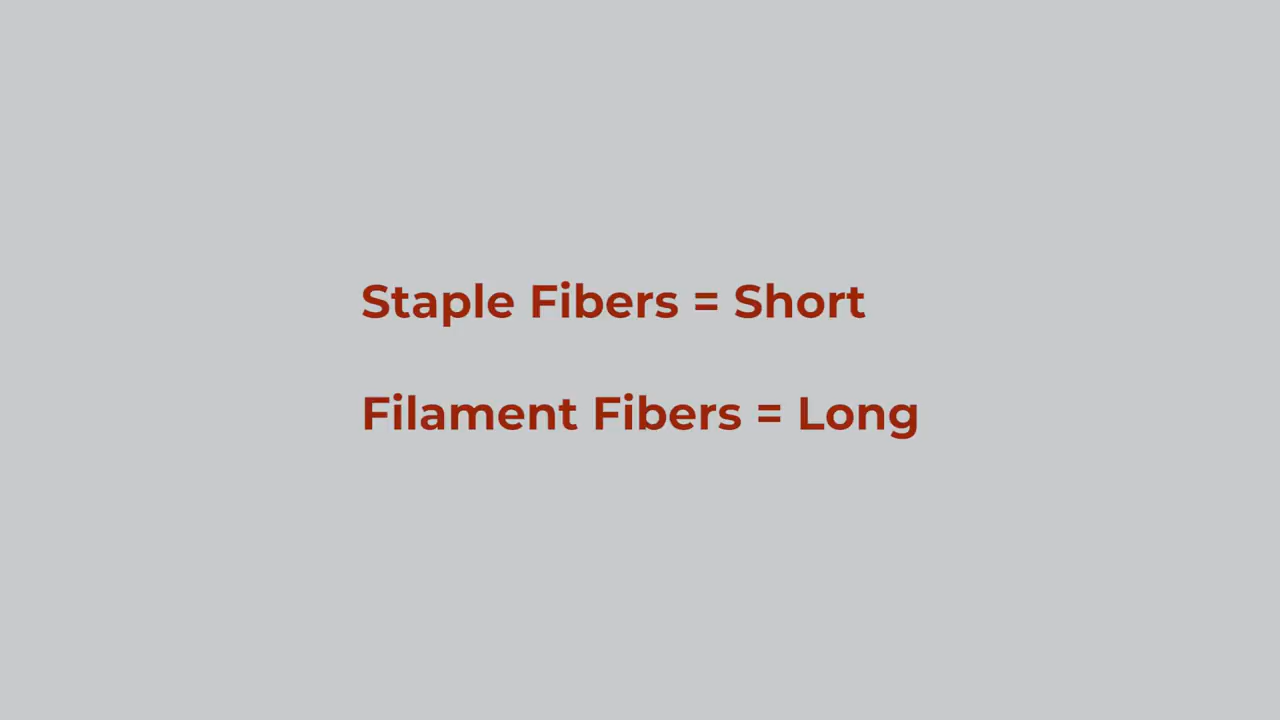 Staple Fibers = Short
Filament Fibers = Long